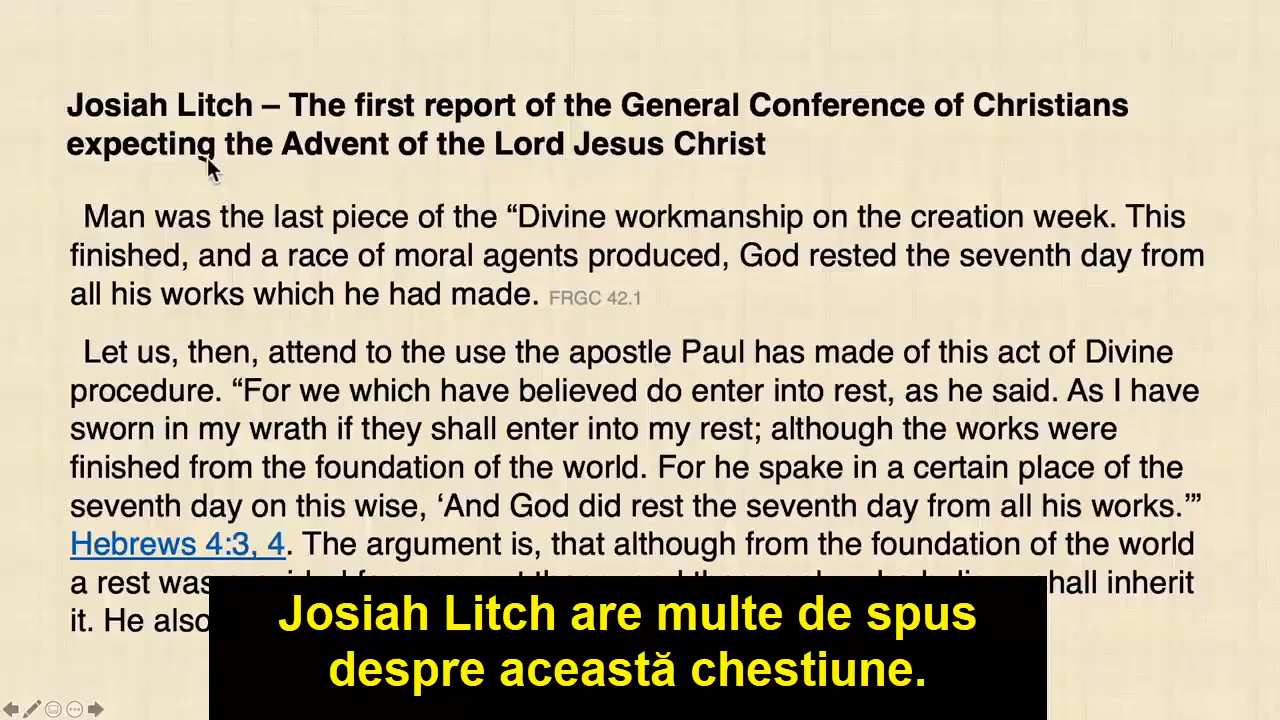 Josiah Litch – The first report of the General Conference of Christians
expecting the Advent of the Lord Jesus Christ
Man was the last piece of the “Divine workmanship on the creation week. This
finished, and a race of moral agents produced, God rested the seventh day from
all his works which he had made. FRGC 42.1
Let us, then, attend to the use the apostle Paul has made of this act of Divine
procedure. “For we which have believed do enter into rest, as he said. As I have
sworn in my wrath if they shall enter into my rest; although the works were
finished from the foundation of the world. For he spake in a certain place of the
seventh day on this wise, ‘And God did rest the seventh day from all his works.’”
Hebrews 4:3, 4. The argument is, that although from the foundation of the world
a rest was shall inherit
it. He also
Josiah Litch are multe de spus
despre această chestiune.